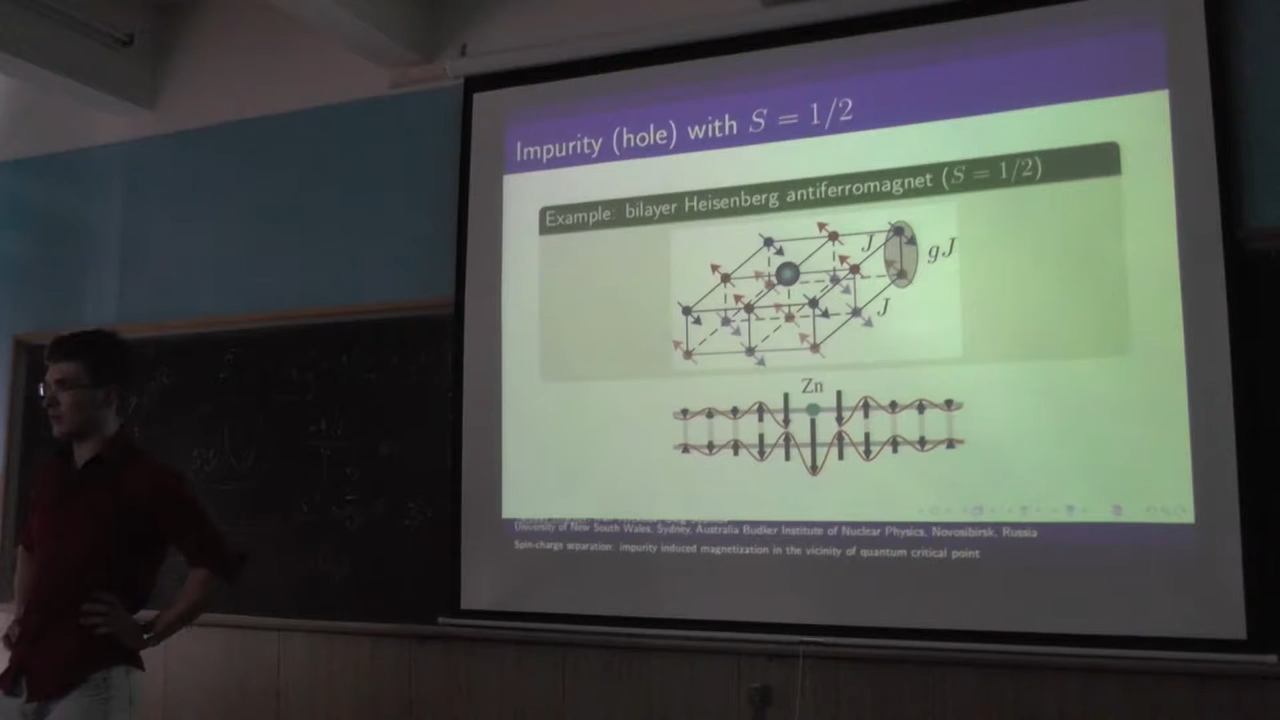 Impurity (hole) with S = 1/2
Example: bilayer Heisenberg antiferromagnet (S = 1/2)
J
gJ
J
Zn
University of New South Wales, Sydney, Australia Budker Institute of Nuclear Physics, Novosibirsk, Russia
Spin-charge separation: impurity induced magnetization in the vicinity of quantum critical point